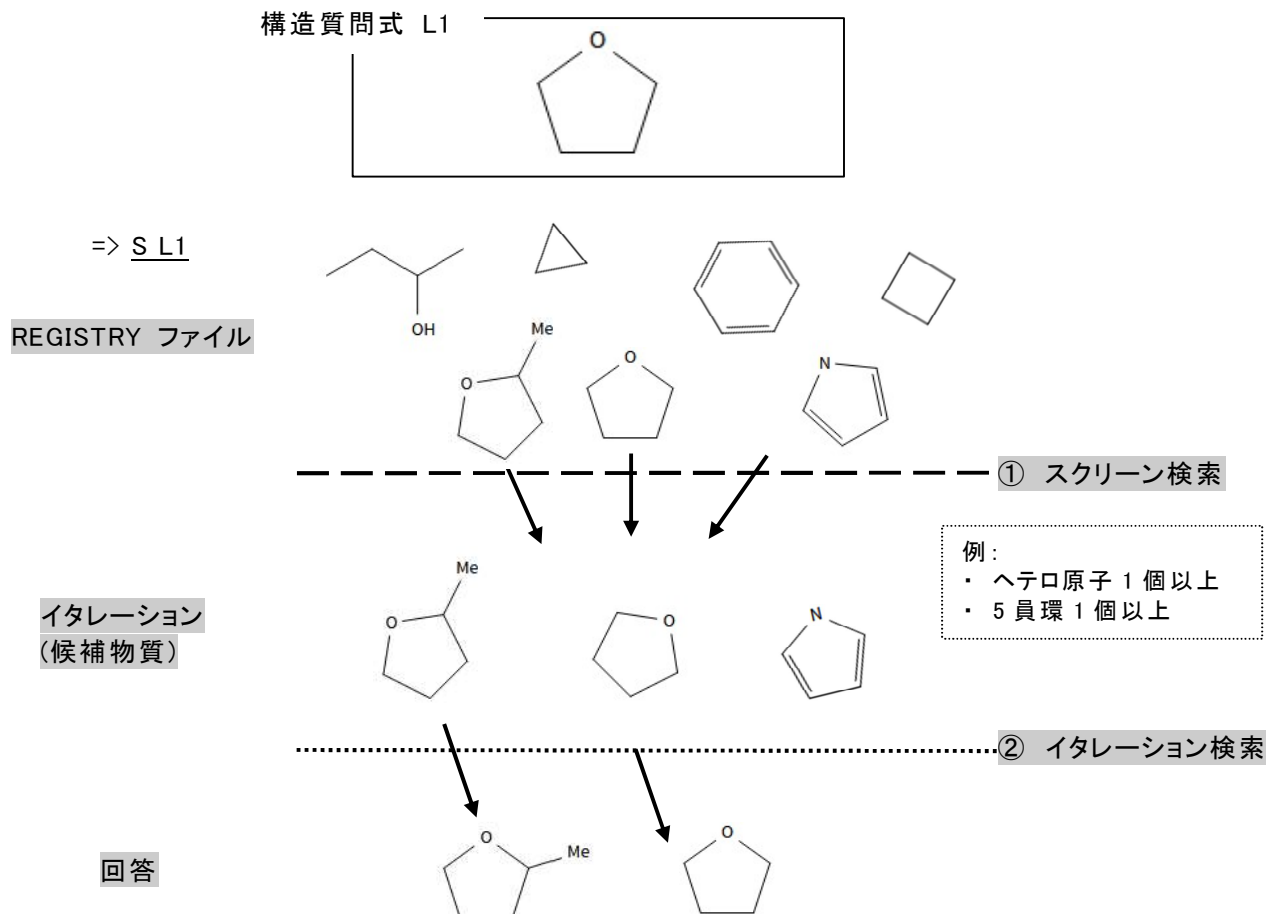 構造質問式 L1
O
=> S L1
REGISTRY ファイル
OH
Me
O
O
N
① スクリーン検索
例:
・ ヘテロ原子 1 個以上
・ 5 員環 1 個以上
イタレーション
(候補物質)
Me
O
O
N
② イタレーション検索
回答
O
Me
O